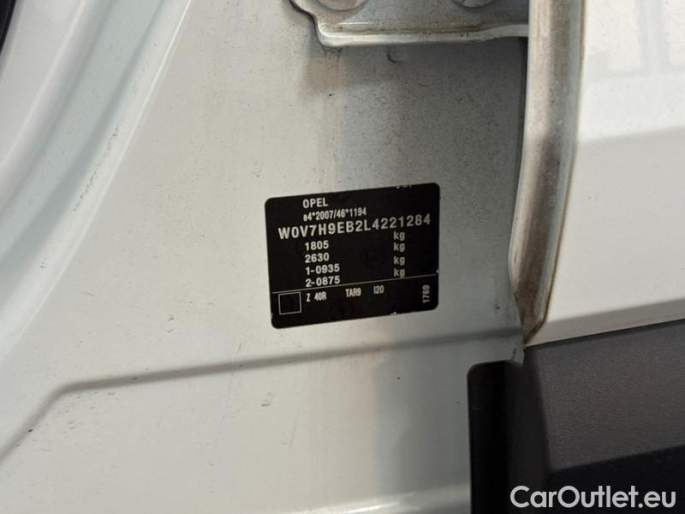 OPEL
e4*2007/46*1194
W0V7H9EB2L4221284
1805 kg
2630 kg
1-0935 kg
2-0875 kg
Z 40R TAR9 I20
1769
CarOutlet.eu